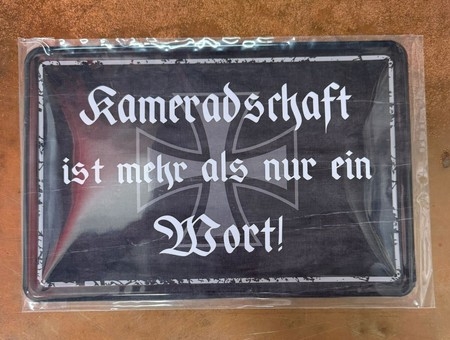 Kameradschaft
ist mehr als nur ein
Wort!